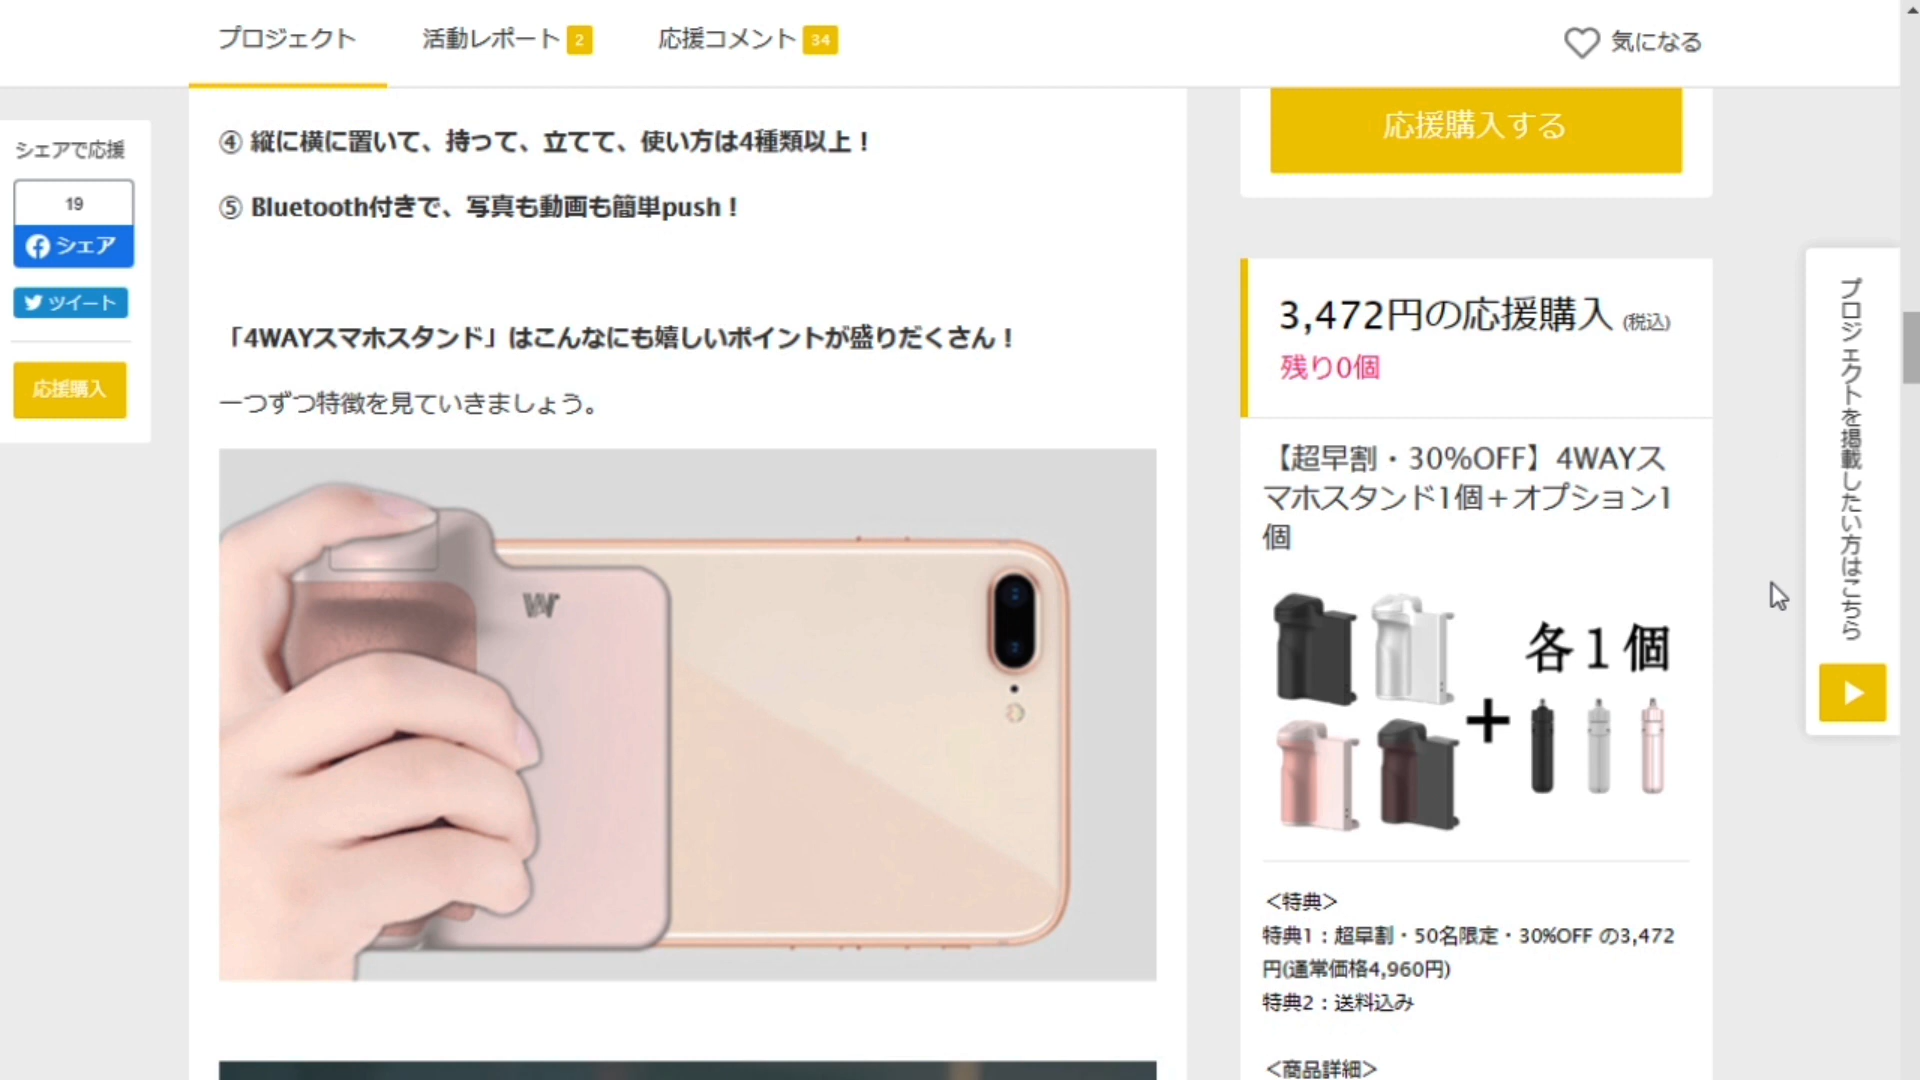 プロジェクト
活動レポート 2
応援コメント 34
気になる
シェアで応援
19
シェア
ツイート
応援購入
④ 縦に横に置いて、持って、立てて、使い方は4種類以上！
⑤ Bluetooth付きで、写真も動画も簡単push！
「4WAYスマホスタンド」はこんなにも嬉しいポイントが盛りだくさん！
一つずつ特徴を見ていきましょう。
W
応援購入する
3,472円の応援購入 (税込)
残り0個
【超早割・30%OFF】4WAYス
マホスタンド1個＋オプション1
個
各１個
+
＜特典＞
特典1：超早割・50名限定・30%OFF の3,472
円(通常価格4,960円)
特典2：送料込み
＜商品詳細＞
プロジェクトを掲載したい方はこちら